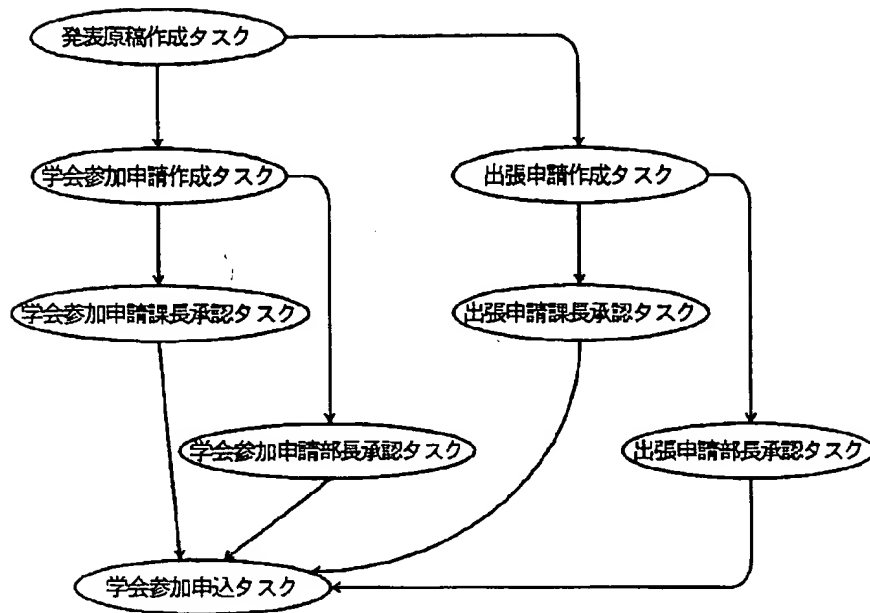 発表原稿作成タスク
学会参加申請作成タスク
出張申請作成タスク
学会参加申請課長承認タスク
出張申請課長承認タスク
学会参加申請部長承認タスク
出張申請部長承認タスク
学会参加申込タスク